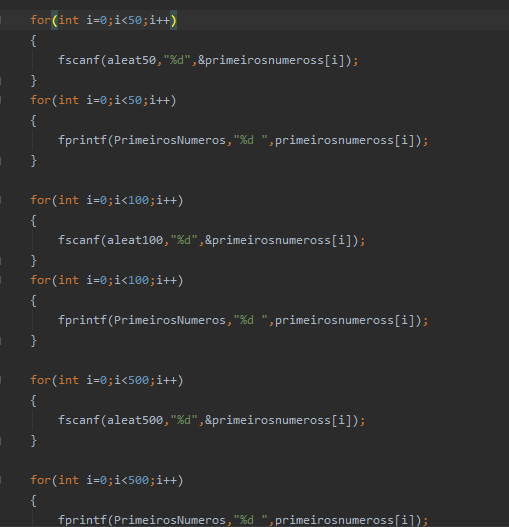 for(int i=0;i<50;i++)
{
fscanf(aleat50,"%d",&primeirosnumeross[i]);
}
for(int i=0;i<50;i++)
{
fprintf(PrimeirosNumeros,"%d ",primeirosnumeross[i]);
}
for(int i=0;i<100;i++)
{
fscanf(aleat100,"%d",&primeirosnumeross[i]);
}
for(int i=0;i<100;i++)
{
fprintf(PrimeirosNumeros,"%d ",primeirosnumeross[i]);
}
for(int i=0;i<500;i++)
{
fscanf(aleat500,"%d",&primeirosnumeross[i]);
}
for(int i=0;i<500;i++)
{
fprintf(PrimeirosNumeros,"%d ",primeirosnumeross[i]);